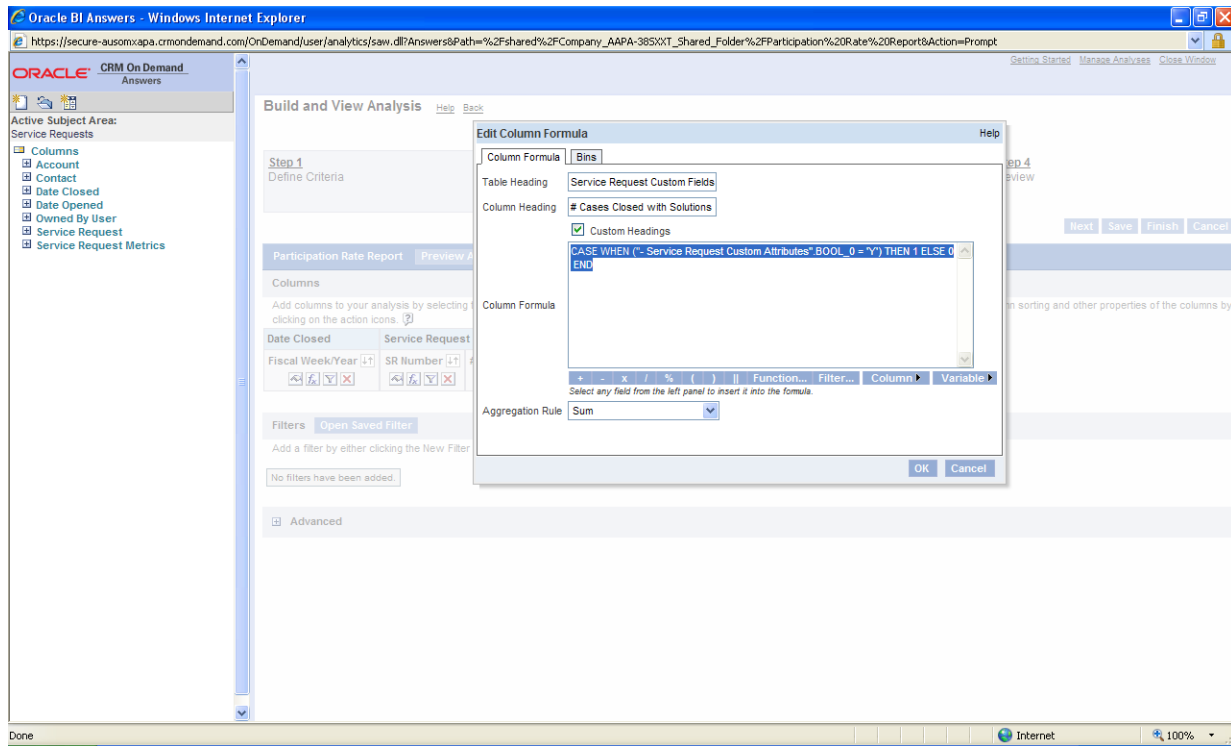 Oracle BI Answers - Windows Internet Explorer
https://secure-ausomxapa.crmondemand.com/OnDemand/user/analytics/saw.dll?Answers&Path=%2Fshared%2FCompany_AAPA-38SXXT_Shared_Folder%2FParticipation%20Rate%20Report&Action=Prompt
ORACLE CRM On Demand
Answers
Getting Started Manage Analyses Close Window
Active Subject Area:
Service Requests
Columns
Account
Contact
Date Closed
Date Opened
Owned By User
Service Request
Service Request Metrics
Build and View Analysis Help Back
Step 1
Define Criteria
ep 4
eview
Next Save Finish Cancel
Participation Rate Report Preview A
Columns
Add columns to your analysis by selecting t
n sorting and other properties of the columns by
clicking on the action icons.
Date Closed Service Request
Fiscal Week/Year SR Number #
Filters Open Saved Filter
Add a filter by either clicking the New Filter
No filters have been added.
Advanced
Edit Column Formula Help
Column Formula Bins
Table Heading Service Request Custom Fields
Column Heading # Cases Closed with Solutions
Custom Headings
Column Formula
CASE WHEN ("- Service Request Custom Attributes".BOOL_0 = 'Y') THEN 1 ELSE 0
END
+ - x / % ( ) || Function... Filter... Column Variable
Select any field from the left panel to insert it into the formula.
Aggregation Rule Sum
OK Cancel
Done Internet 100%